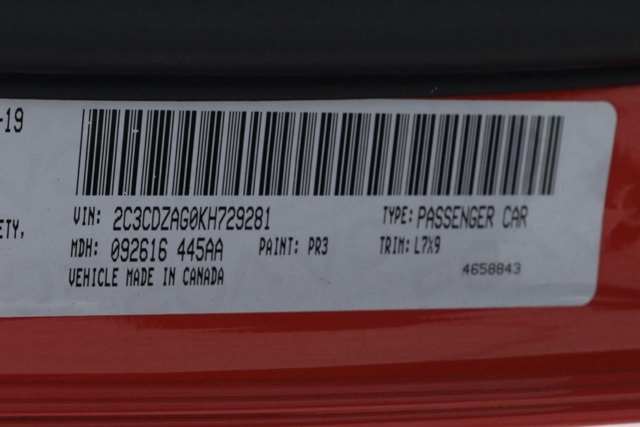 -19
ETY,
VIN: 2C3CDZAG0KH729281 TYPE: PASSENGER CAR
MDH: 092616 445AA PAINT: PR3 TRIM: L7X9
VEHICLE MADE IN CANADA 4658843